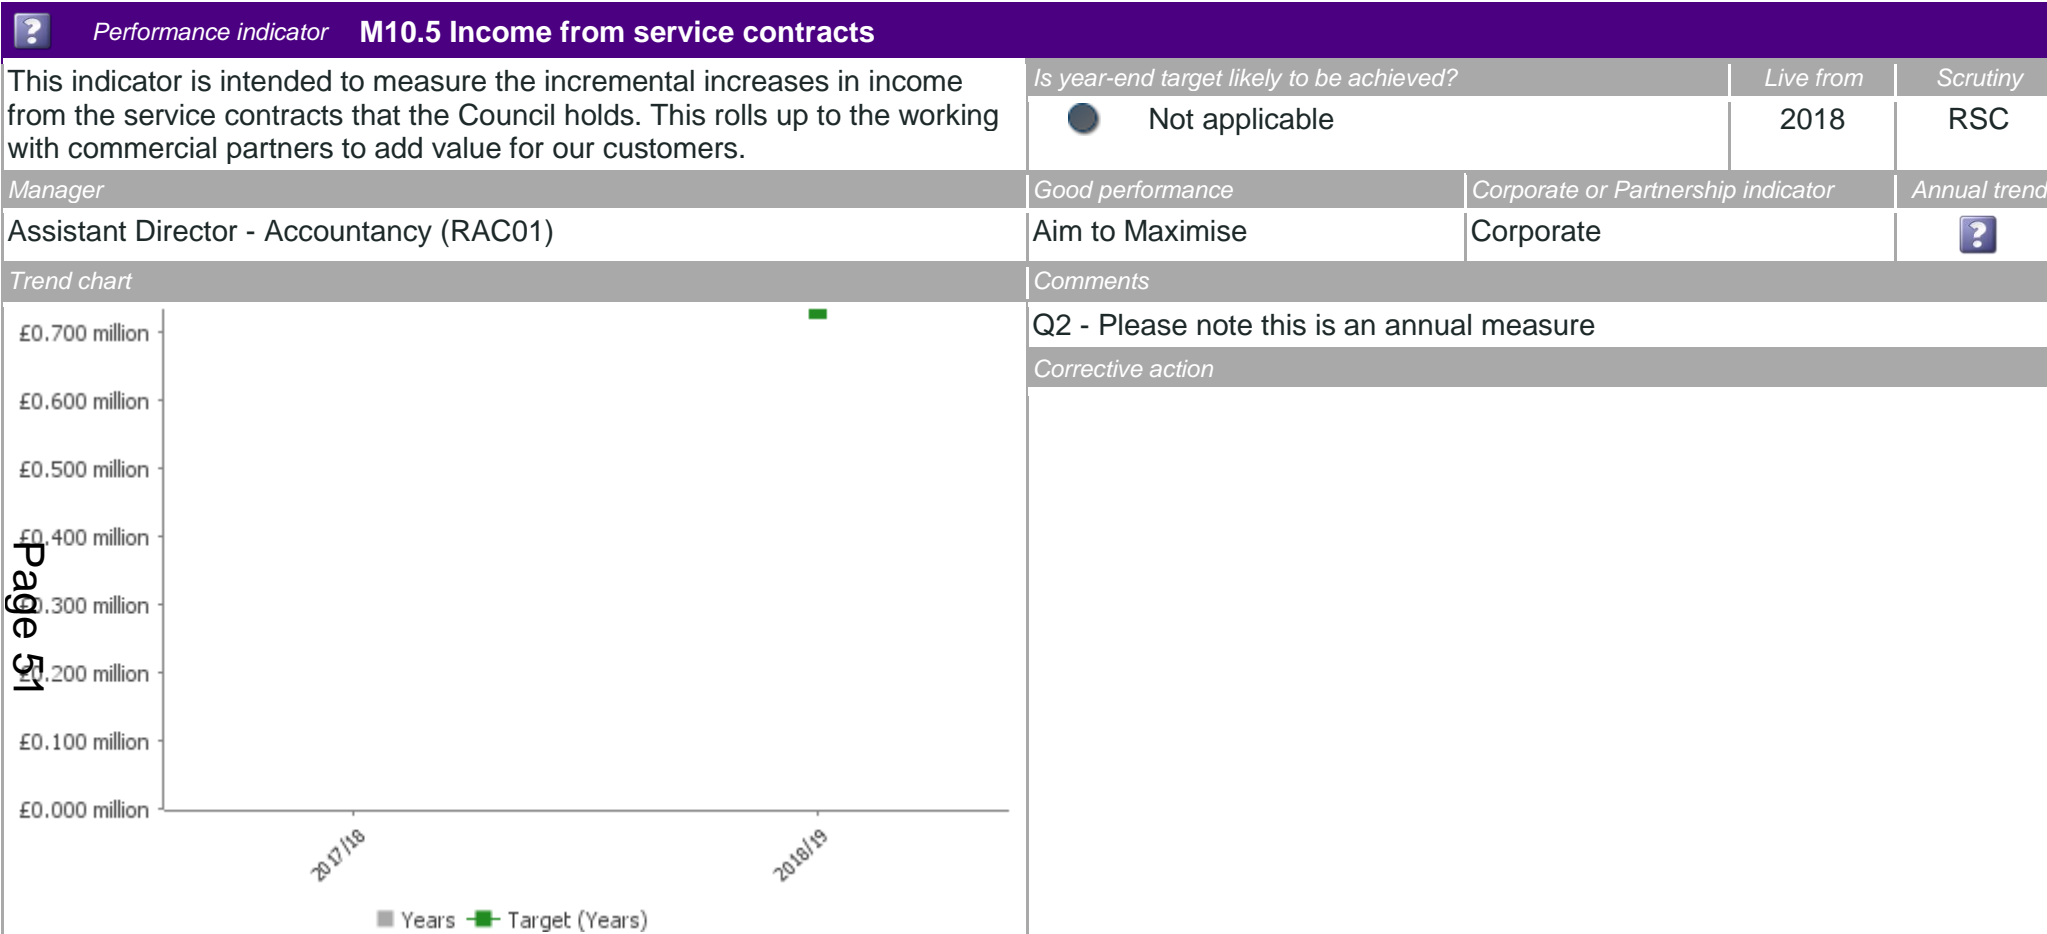 Performance indicator M10.5 Income from service contracts
This indicator is intended to measure the incremental increases in income
from the service contracts that the Council holds. This rolls up to the working
with commercial partners to add value for our customers.
Is year-end target likely to be achieved? Live from Scrutiny
Not applicable 2018 RSC
Manager
Assistant Director - Accountancy (RAC01)
Good performance Corporate or Partnership indicator Annual trend
Aim to Maximise Corporate
Trend chart
£0.700 million
£0.600 million
£0.500 million
£0.400 million
£0.300 million
£0.200 million
£0.100 million
£0.000 million
2017/18
2018/19
Years Target (Years)
Comments
Q2 - Please note this is an annual measure
Corrective action
Page 51